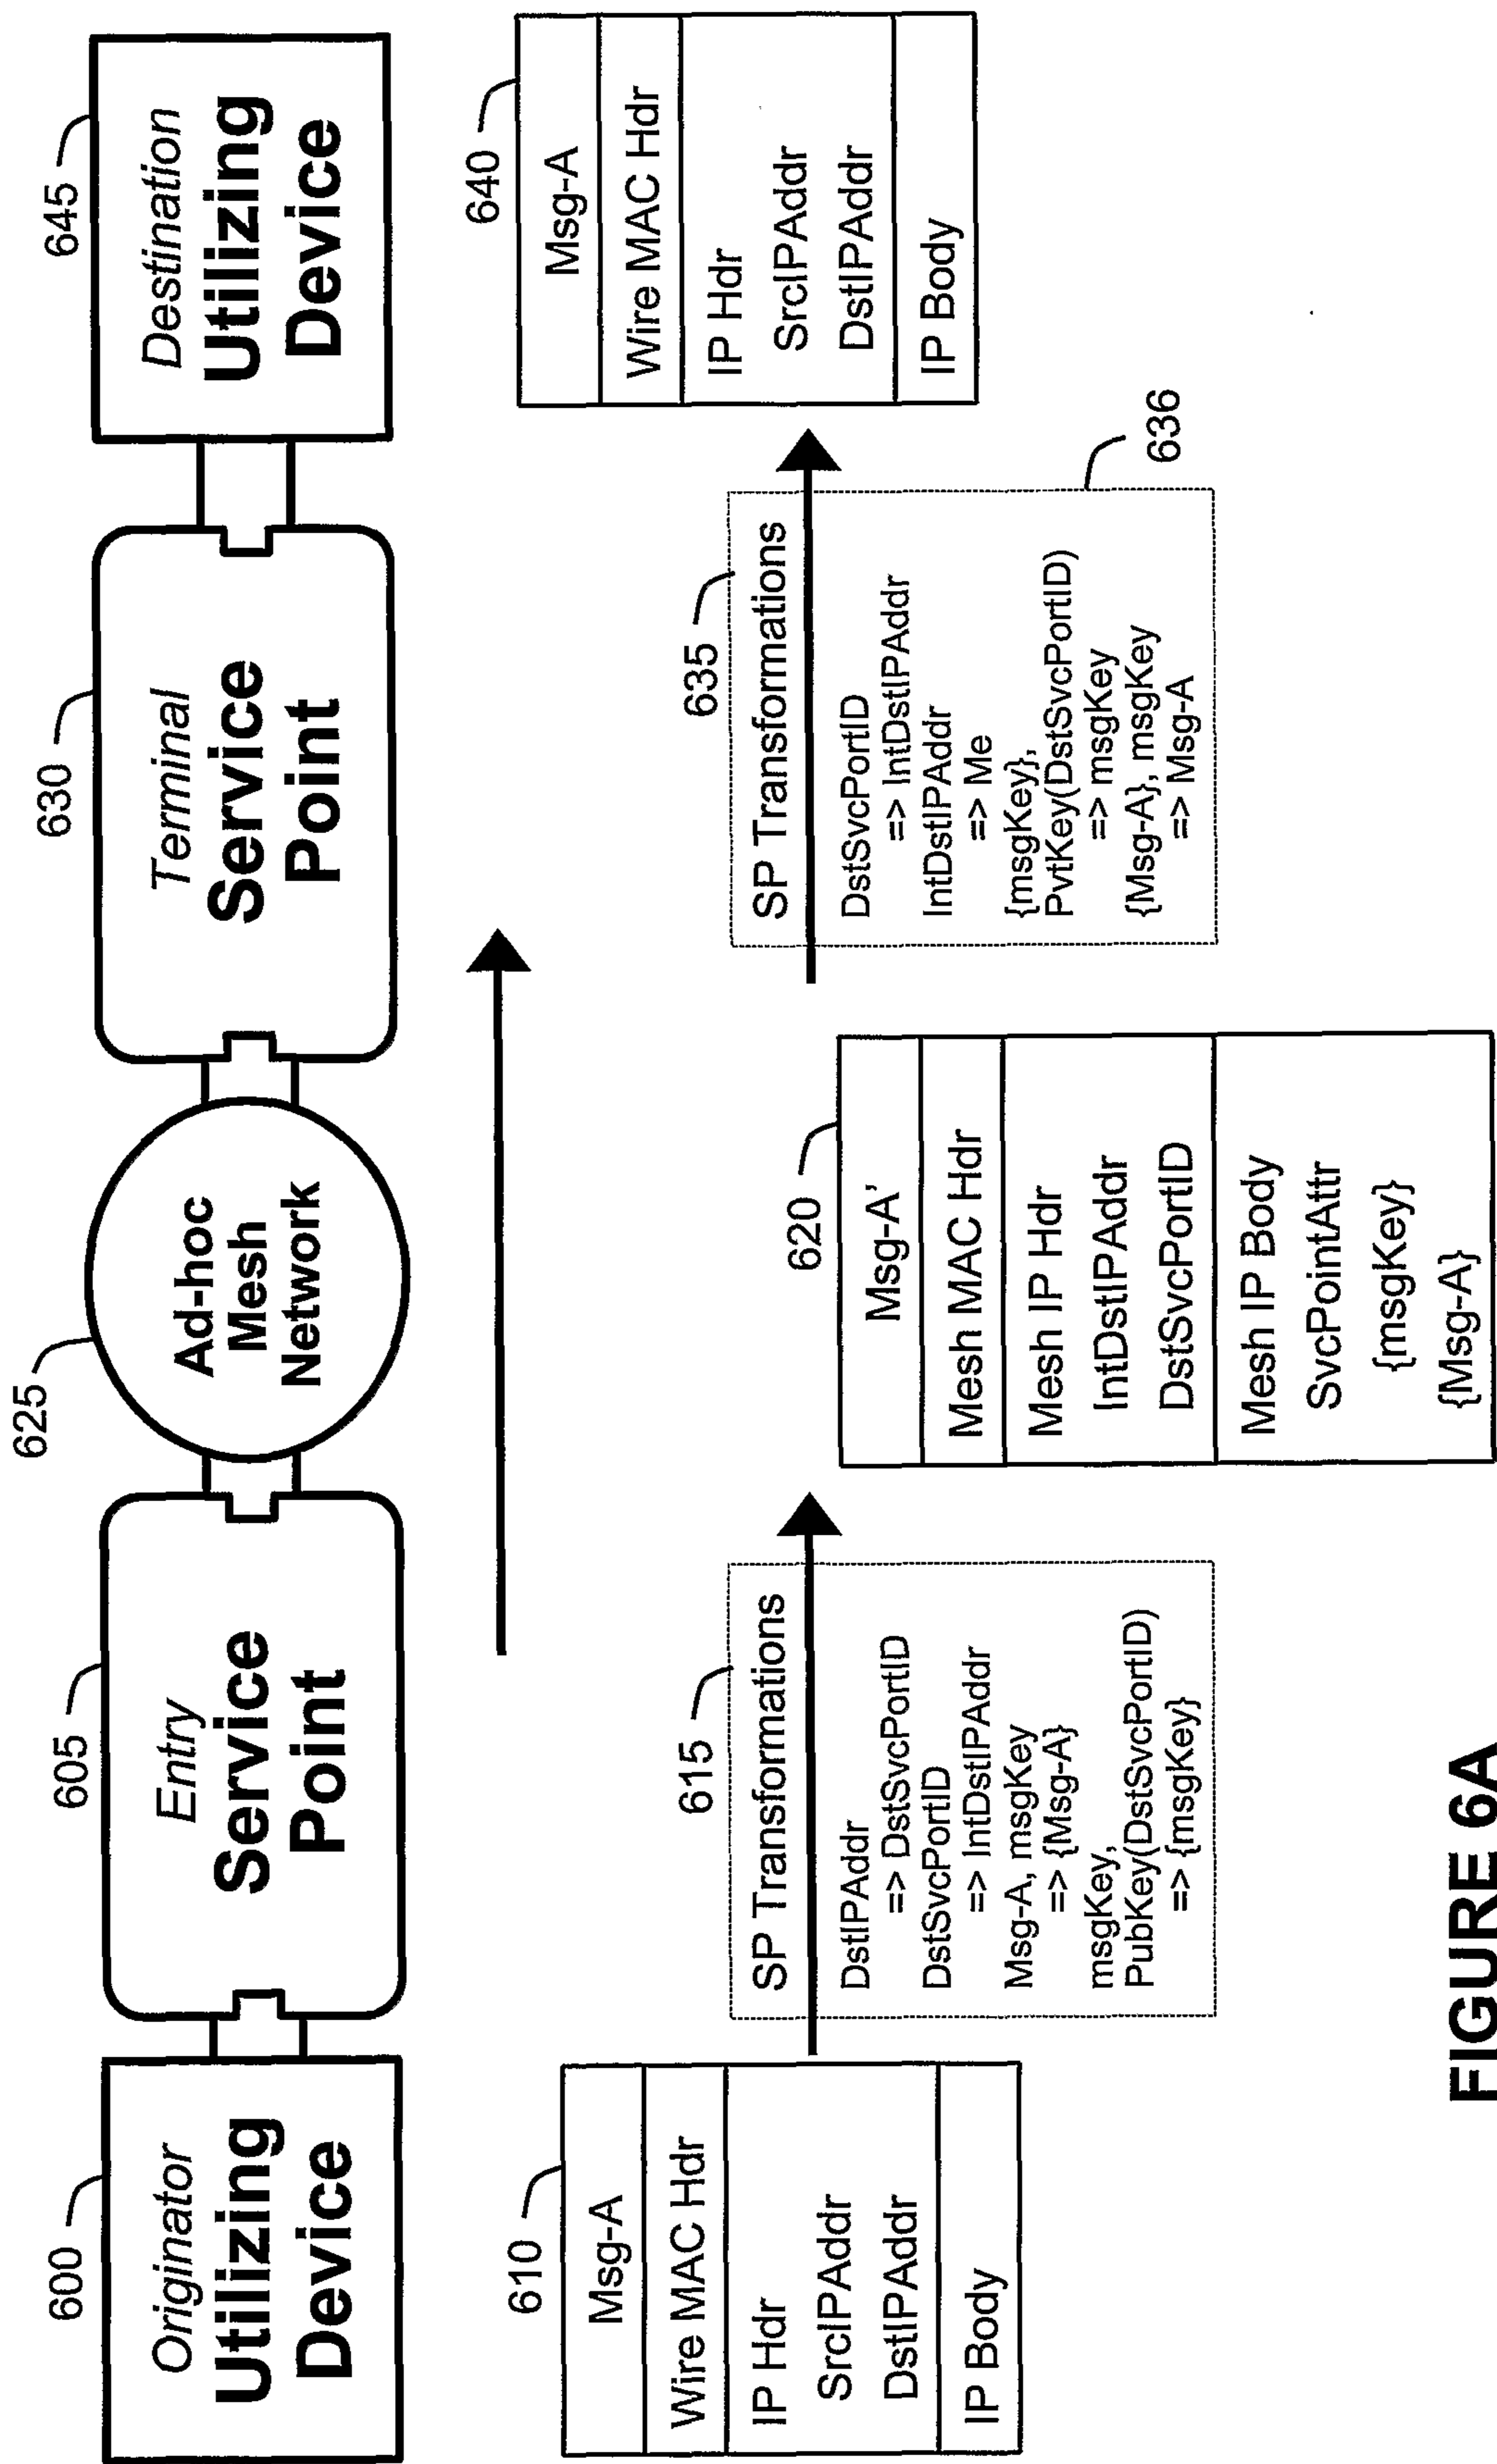 600
Originator
Utilizing
Device
605
Entry
Service
Point
625
Ad-hoc
Mesh
Network
630
Terminal
Service
Point
645
Destination
Utilizing
Device
610
Msg-A
Wire MAC Hdr
IP Hdr
SrcIPAddr
DstIPAddr
IP Body
615
SP Transformations
DstIPAddr
=> DstSvcPortID
DstSvcPortID
=> IntDstIPAddr
Msg-A, msgKey
=> {Msg-A}
msgKey,
PubKey(DstSvcPortID)
=> {msgKey}
620
Msg-A'
Mesh MAC Hdr
Mesh IP Hdr
IntDstIPAddr
DstSvcPortID
Mesh IP Body
SvcPointAttr
{msgKey}
{Msg-A}
635
SP Transformations
DstSvcPortID
=> IntDstIPAddr
IntDstIPAddr
=> Me
{msgKey},
PvtKey(DstSvcPortID)
=> msgKey
{Msg-A}, msgKey
=> Msg-A
636
640
Msg-A
Wire MAC Hdr
IP Hdr
SrcIPAddr
DstIPAddr
IP Body
FIGURE 6A